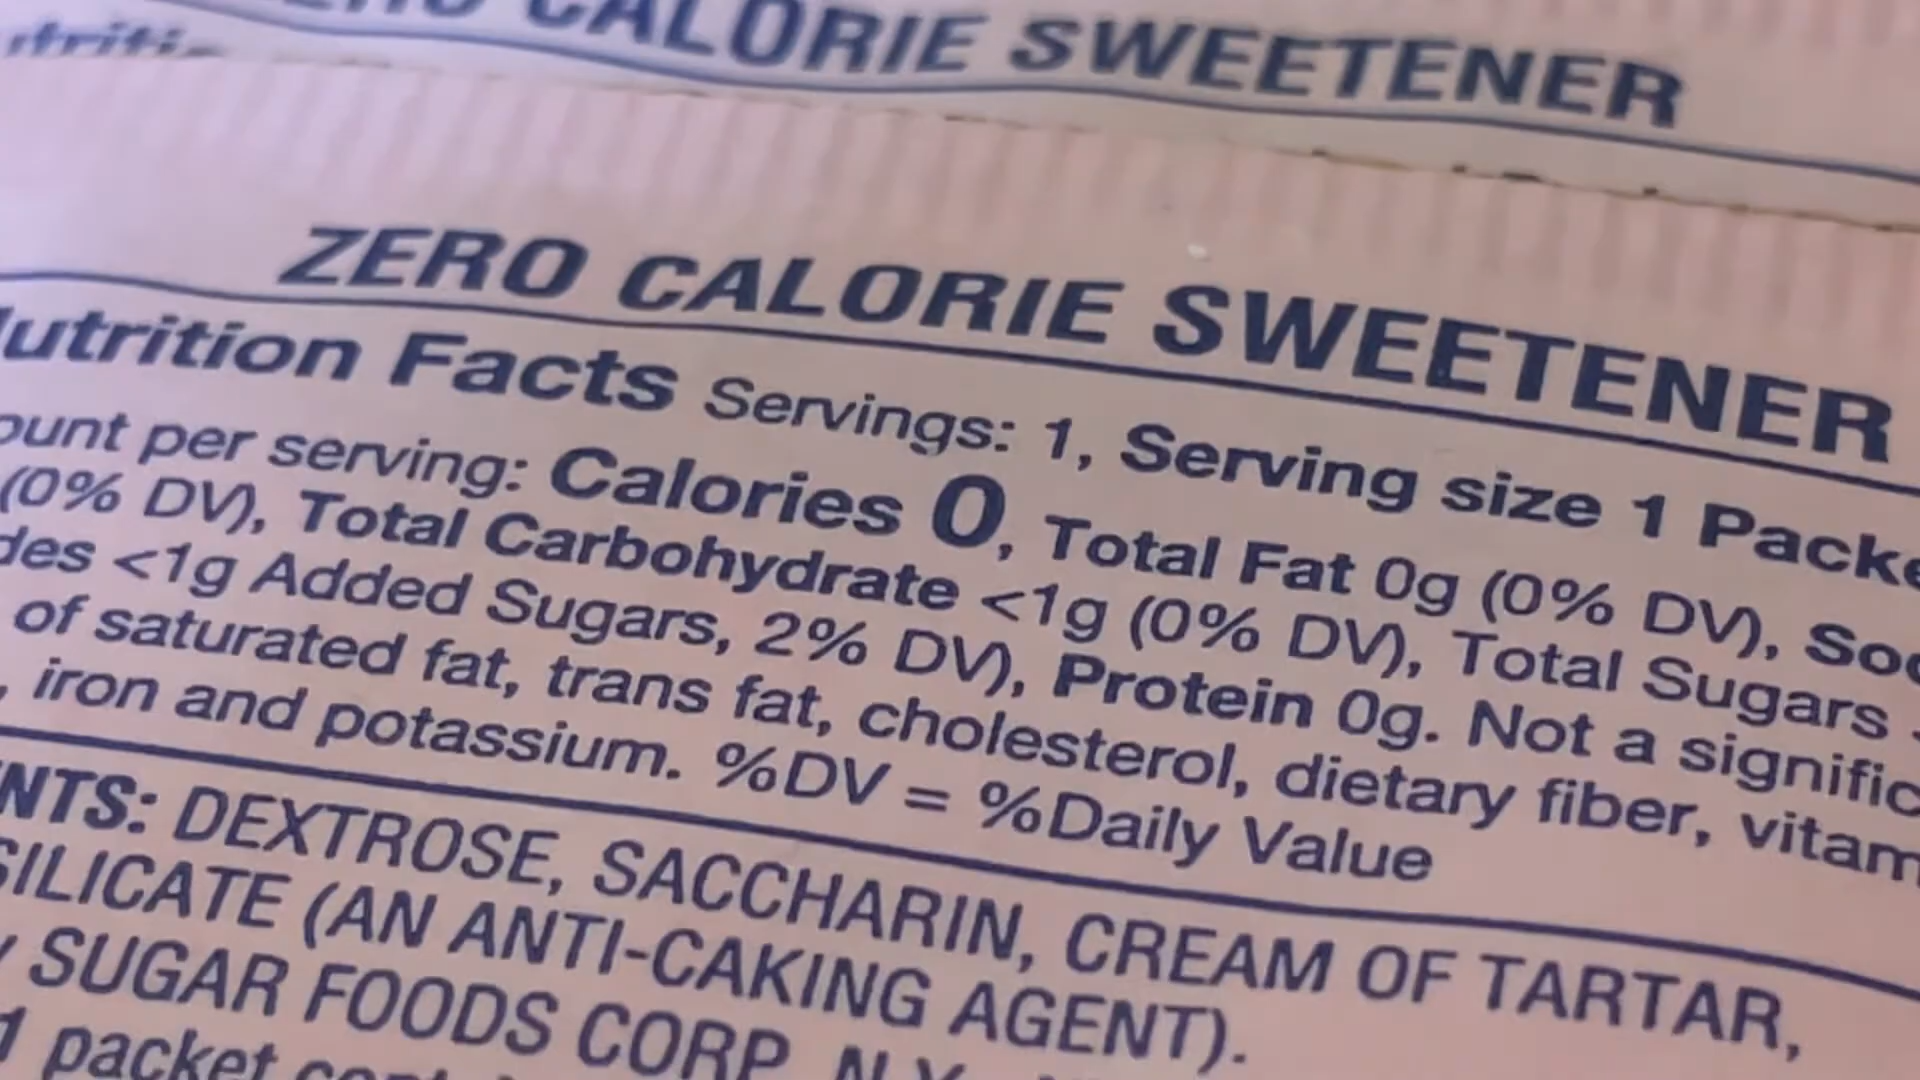 CALORIE SWEETENER
ZERO CALORIE SWEETENER
Nutrition Facts Servings: 1, Serving size 1 Packe
ount per serving: Calories 0, Total Fat 0g (0% DV), Sod
(0% DV), Total Carbohydrate <1g (0% DV), Total Sugars
des <1g Added Sugars, 2% DV), Protein 0g. Not a signific
of saturated fat, trans fat, cholesterol, dietary fiber, vitam
, iron and potassium. %DV = %Daily Value
NTS: DEXTROSE, SACCHARIN, CREAM OF TARTAR,
SILICATE (AN ANTI-CAKING AGENT).
SUGAR FOODS CORP. N.Y.
1 packet